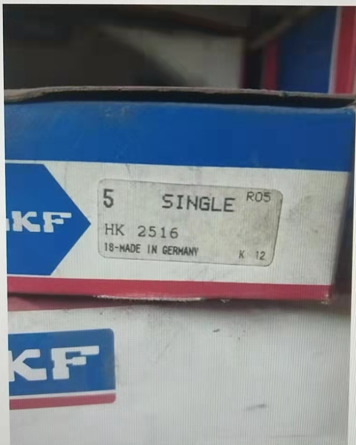 5 SINGLE R05
KF
HK 2516
18-MADE IN GERMANY K 12
KF